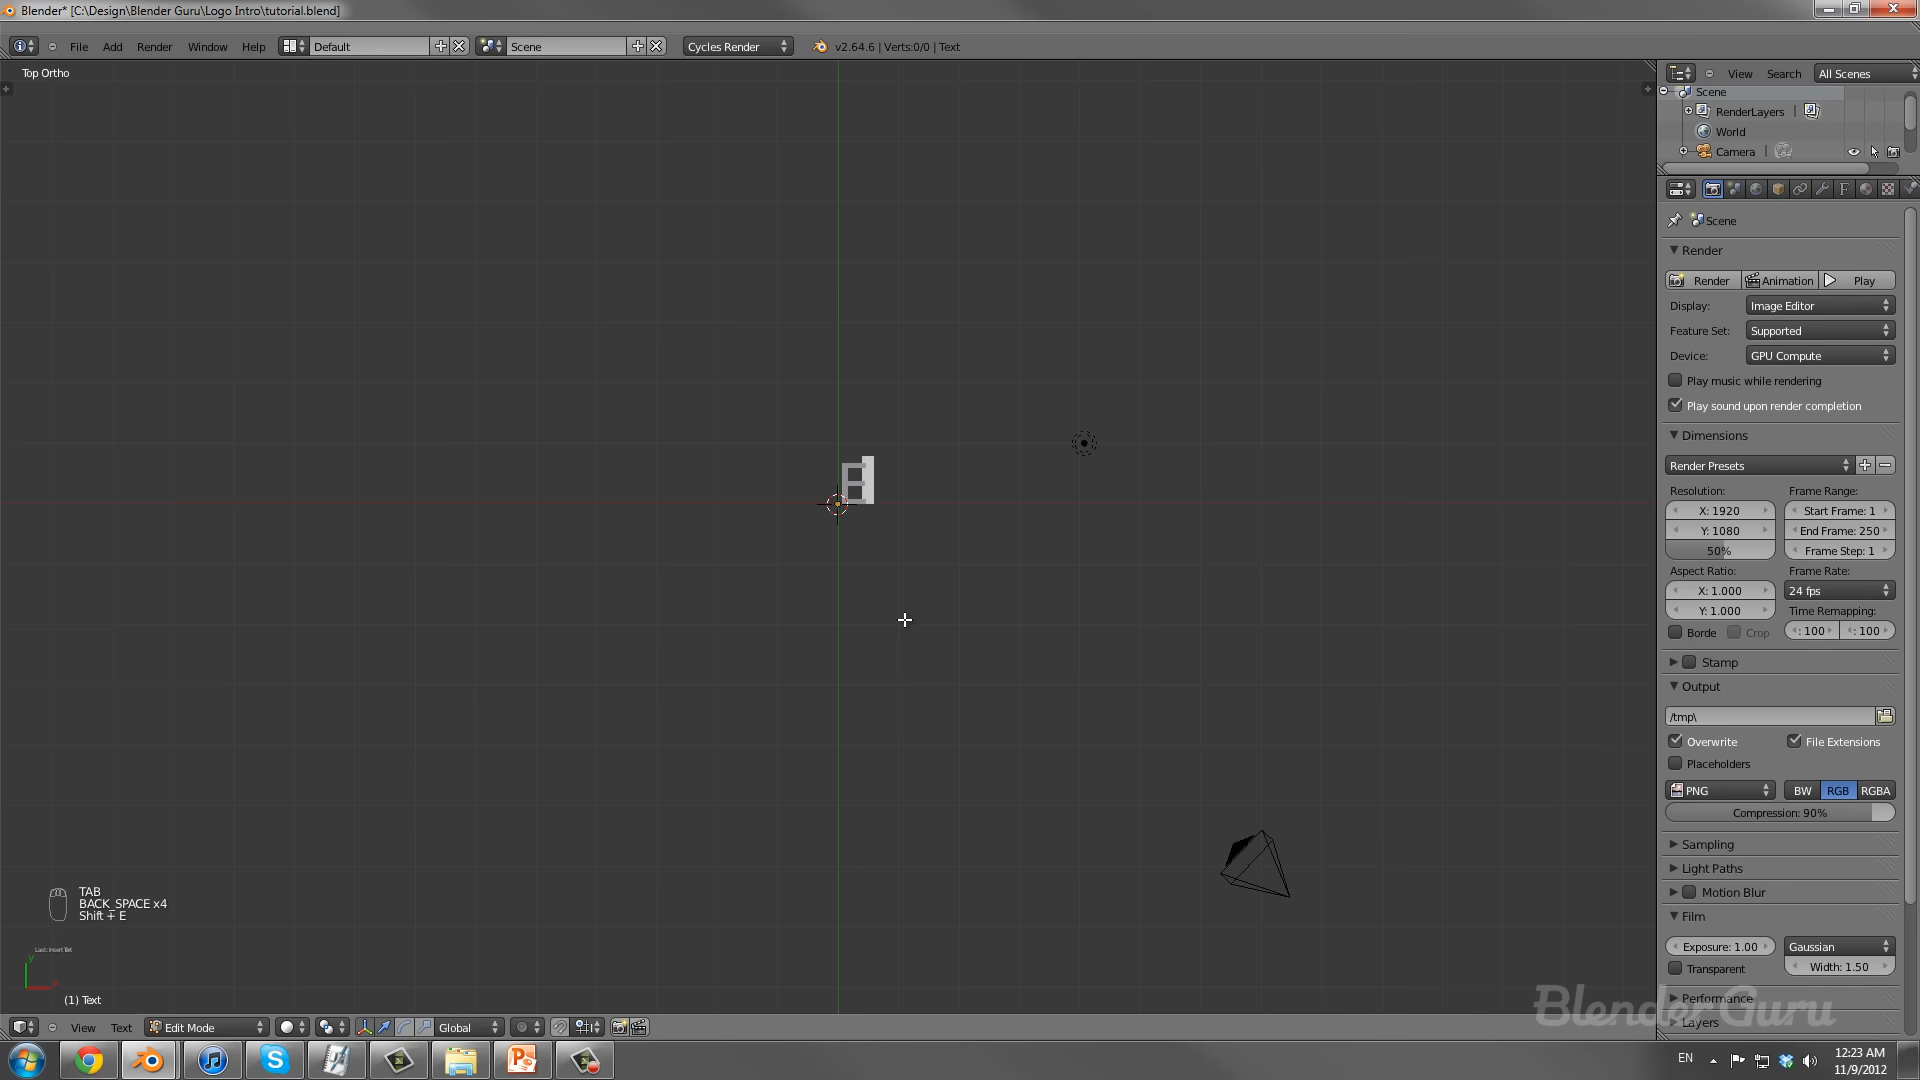 Blender* [C:\Design\Blender Guru\Logo Intro\tutorial.blend]
File Add Render Window Help Default Scene Cycles Render v2.64.6 | Verts:0/0 | Text
Top Ortho
View Search All Scenes
Scene
RenderLayers
World
Camera
Scene
Render
Render Animation Play
Display: Image Editor
Feature Set: Supported
Device: GPU Compute
Play music while rendering
Play sound upon render completion
Dimensions
Render Presets
Resolution: Frame Range:
X: 1920 Start Frame: 1
Y: 1080 End Frame: 250
50% Frame Step: 1
Aspect Ratio: Frame Rate:
X: 1.000 24 fps
Y: 1.000 Time Remapping:
Borde Crop : 100 : 100
Stamp
Output
/tmp\
Overwrite File Extensions
Placeholders
PNG BW RGB RGBA
Compression: 90%
Sampling
Light Paths
Motion Blur
Film
Exposure: 1.00 Gaussian
Transparent Width: 1.50
Performance
Layers
BlenderGuru
E
TAB
BACK_SPACE x4
Shift + E
Last: Insert Text
y
x
(1) Text
View Text Edit Mode Global
EN 12:23 AM
11/9/2012